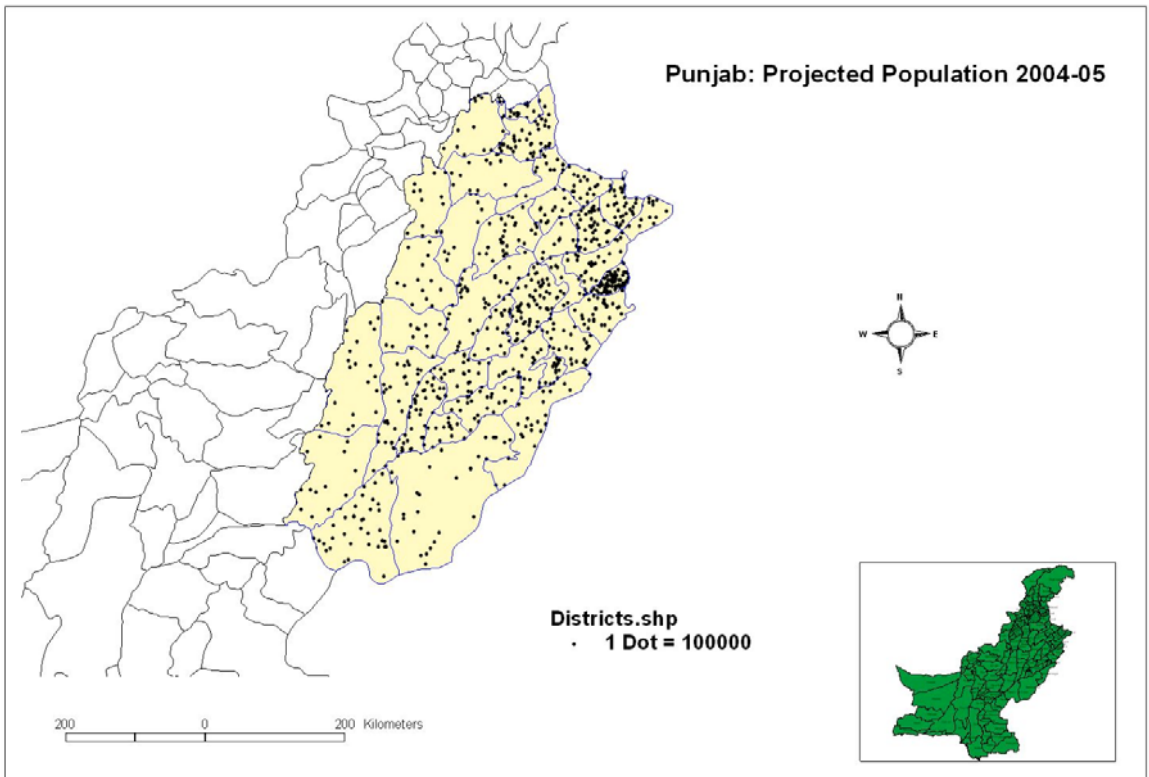 Punjab: Projected Population 2004-05
N
W E
S
Districts.shp
1 Dot = 100000
200 0 200 Kilometers